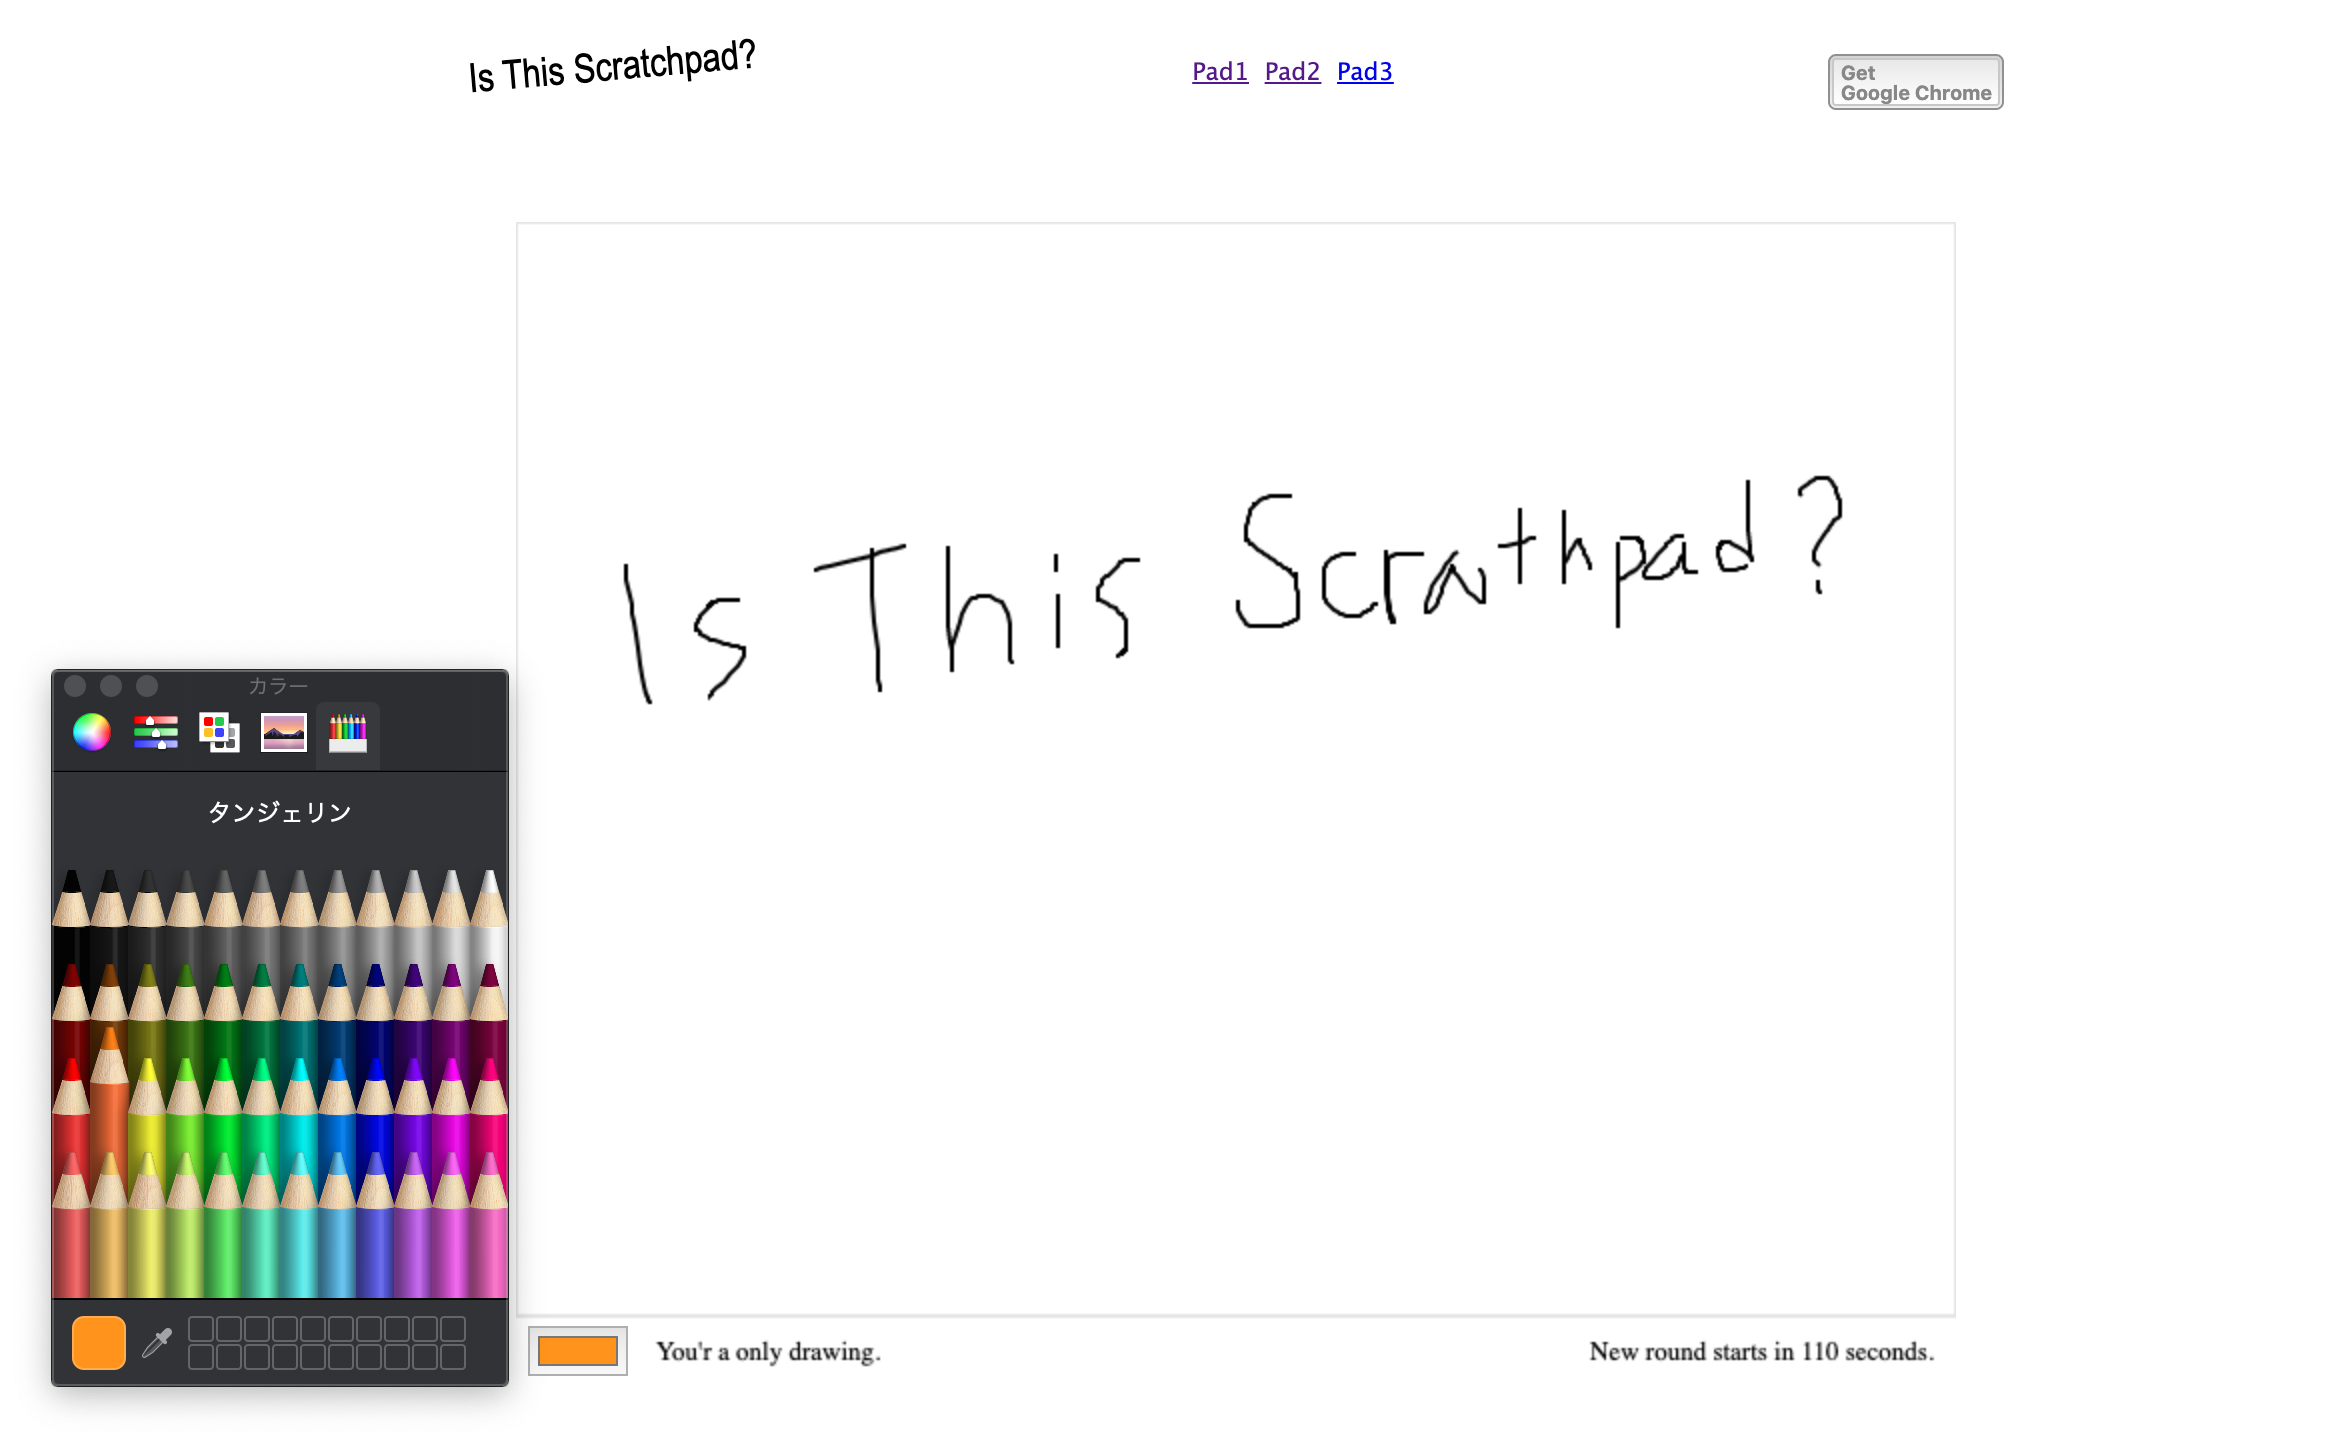 Is This Scratchpad?
Pad1 Pad2 Pad3
Get
Google Chrome
Is This Scrathpad?
カラー
タンジェリン
You'r a only drawing.
New round starts in 110 seconds.